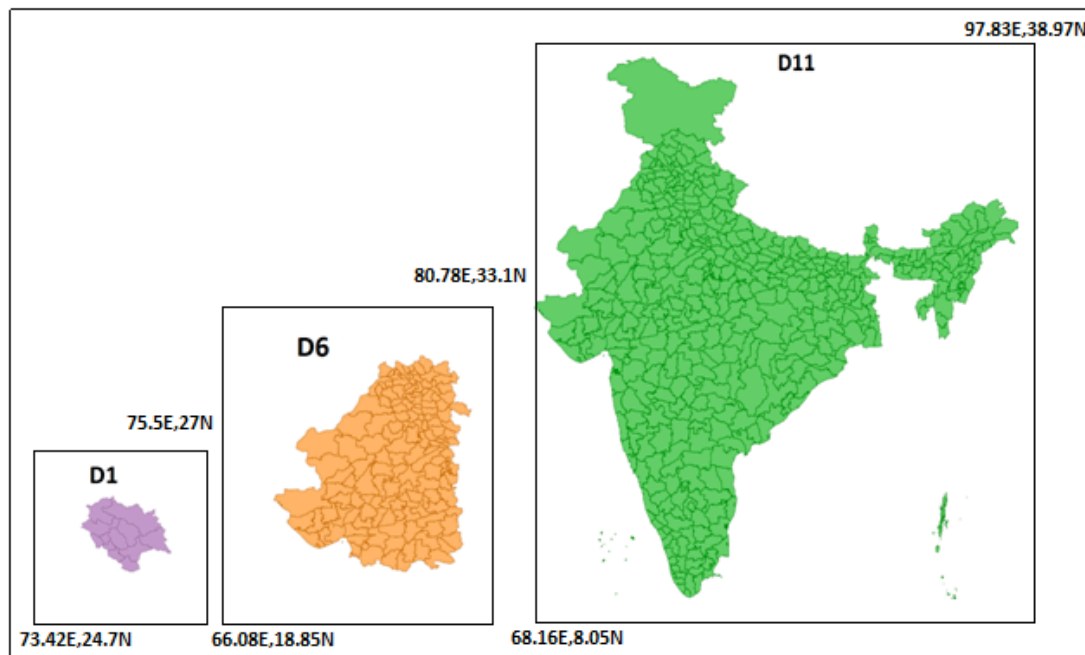 97.83E,38.97N
D11
80.78E,33.1N
D6
75.5E,27N
D1
73.42E,24.7N
66.08E,18.85N
68.16E,8.05N